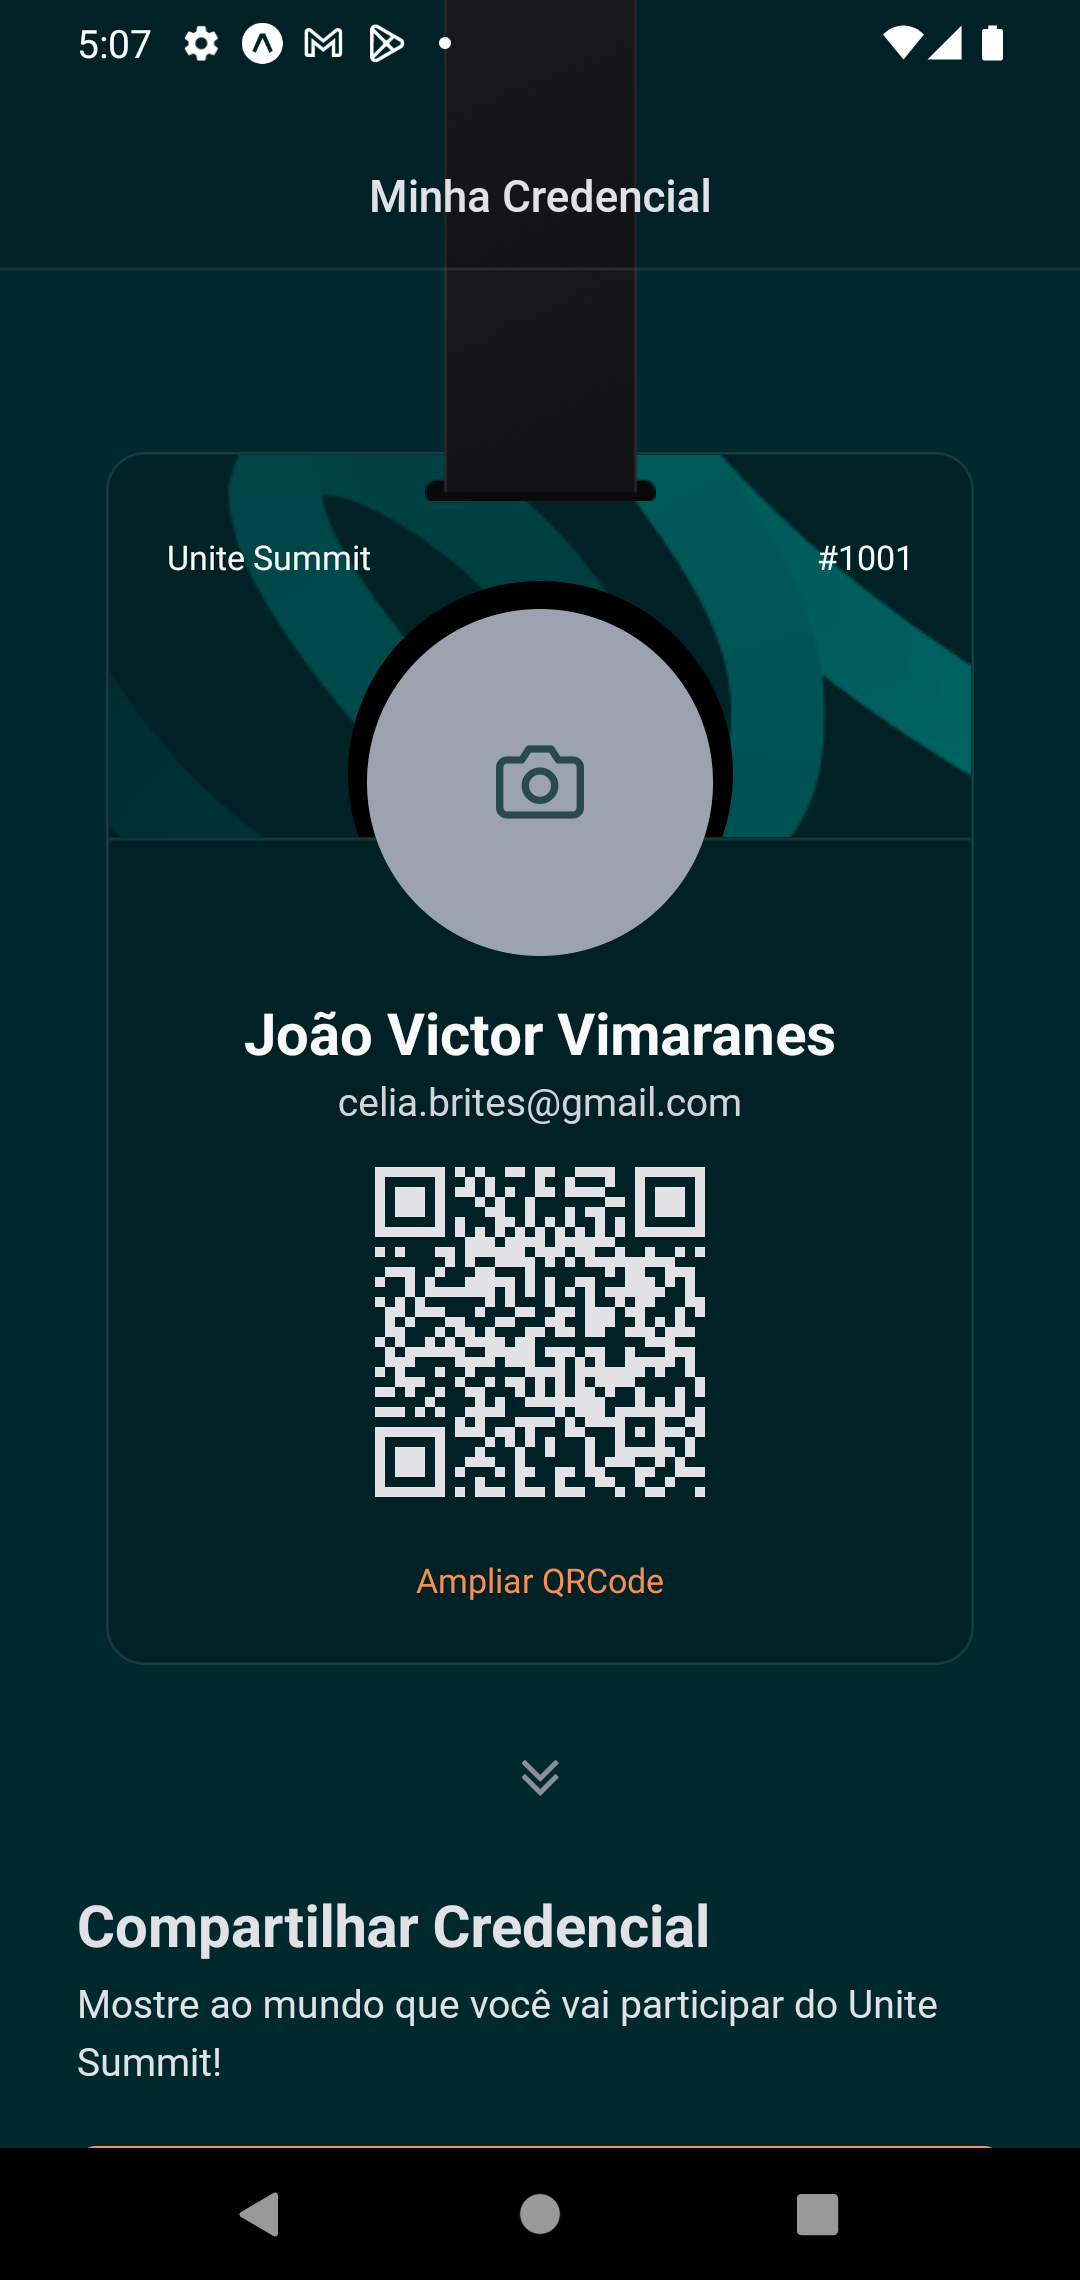 5:07
Minha Credencial
Unite Summit
#1001
João Victor Vimaranes
celia.brites@gmail.com
Ampliar QRCode
Compartilhar Credencial
Mostre ao mundo que você vai participar do Unite
Summit!